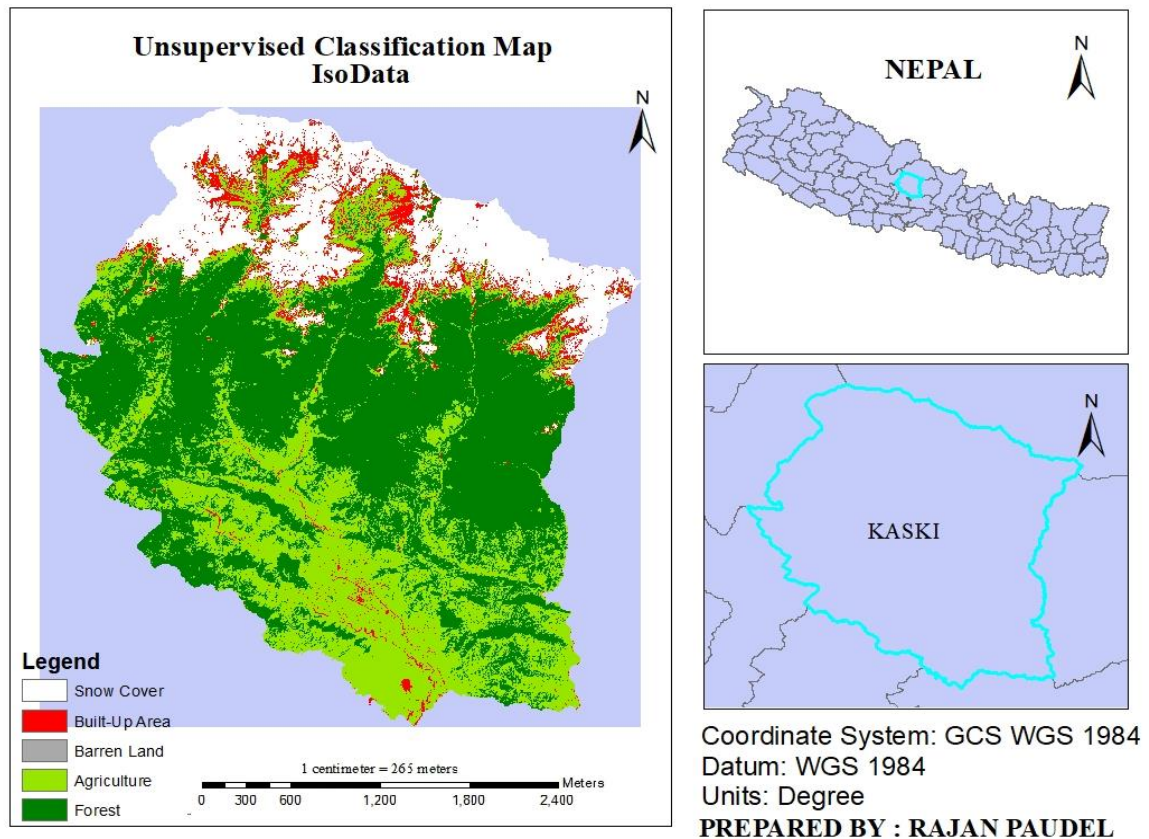 Unsupervised Classification Map
IsoData
N
Legend
Snow Cover
Built-Up Area
Barren Land
Agriculture
Forest
1 centimeter = 265 meters
Meters
0 300 600 1,200 1,800 2,400
NEPAL
N
N
KASKI
Coordinate System: GCS WGS 1984
Datum: WGS 1984
Units: Degree
PREPARED BY : RAJAN PAUDEL